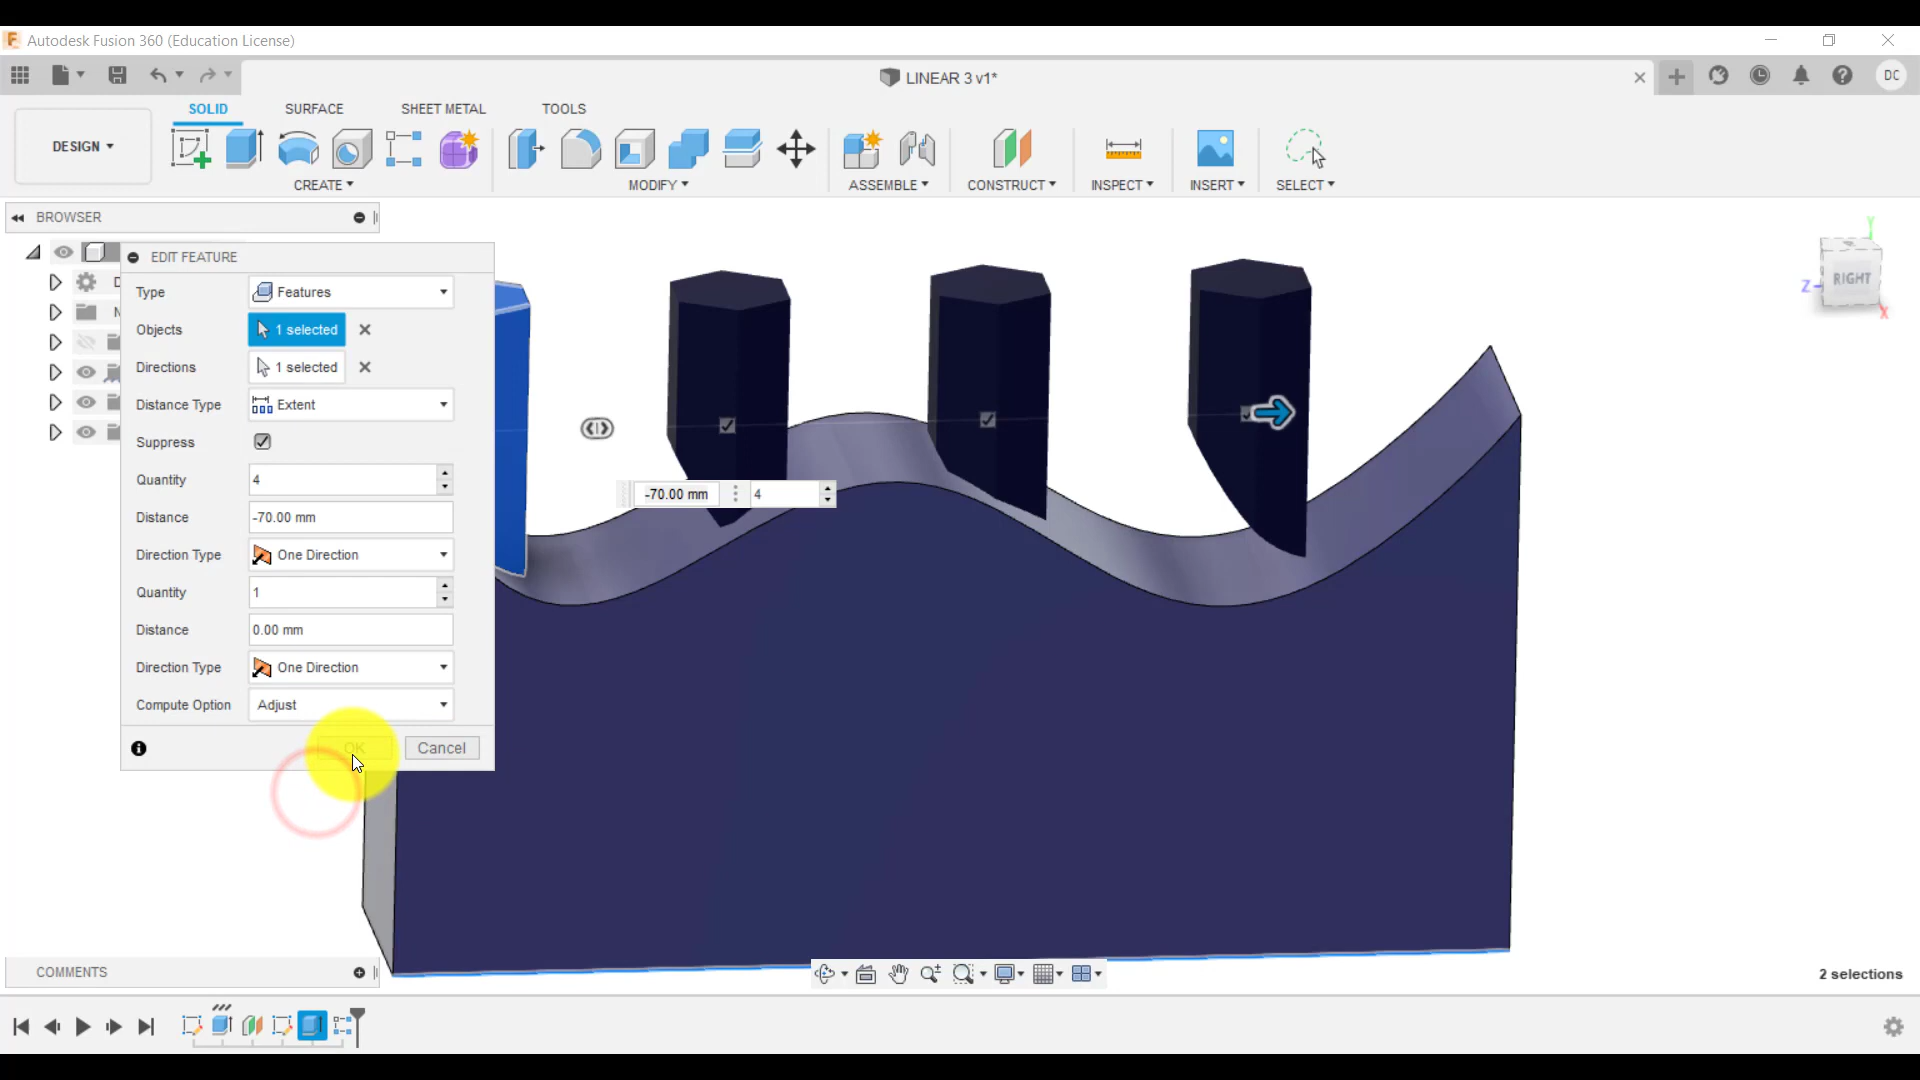 Autodesk Fusion 360 (Education License)
LINEAR 3 v1*
DC
SOLID
SURFACE
SHEET METAL
TOOLS
DESIGN
CREATE
MODIFY
ASSEMBLE
CONSTRUCT
INSPECT
INSERT
SELECT
BROWSER
EDIT FEATURE
Type Features
Objects 1 selected
Directions 1 selected
Distance Type Extent
Suppress
Quantity 4
Distance -70.00 mm
Direction Type One Direction
Quantity 1
Distance 0.00 mm
Direction Type One Direction
Compute Option Adjust
OK Cancel
-70.00 mm 4
Y
Z
RIGHT
X
COMMENTS
2 selections